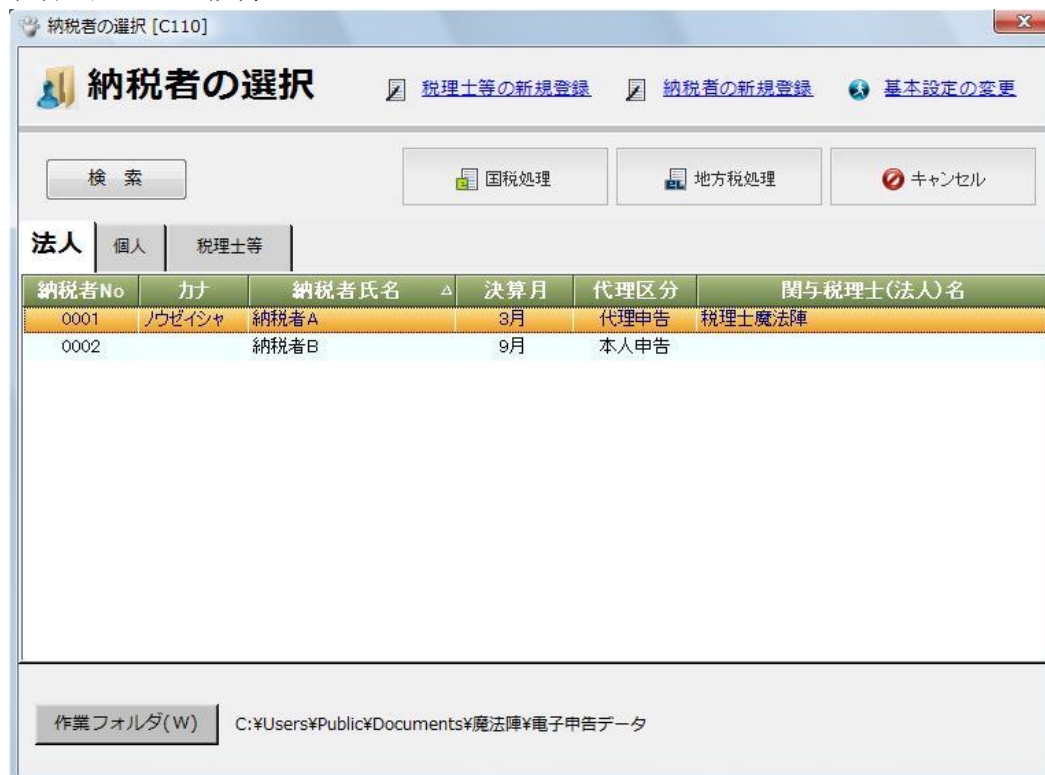 納税者の選択 [C110]
納税者の選択 税理士等の新規登録 納税者の新規登録 基本設定の変更
検 索 国税処理 地方税処理 キャンセル
法人 個人 税理士等
納税者No カナ 納税者氏名 △ 決算月 代理区分 関与税理士(法人)名
0001 ノウゼイシャ 納税者A 3月 代理申告 税理士魔法陣
0002 納税者B 9月 本人申告
作業フォルダ(W) C:¥Users¥Public¥Documents¥魔法陣¥電子申告データ